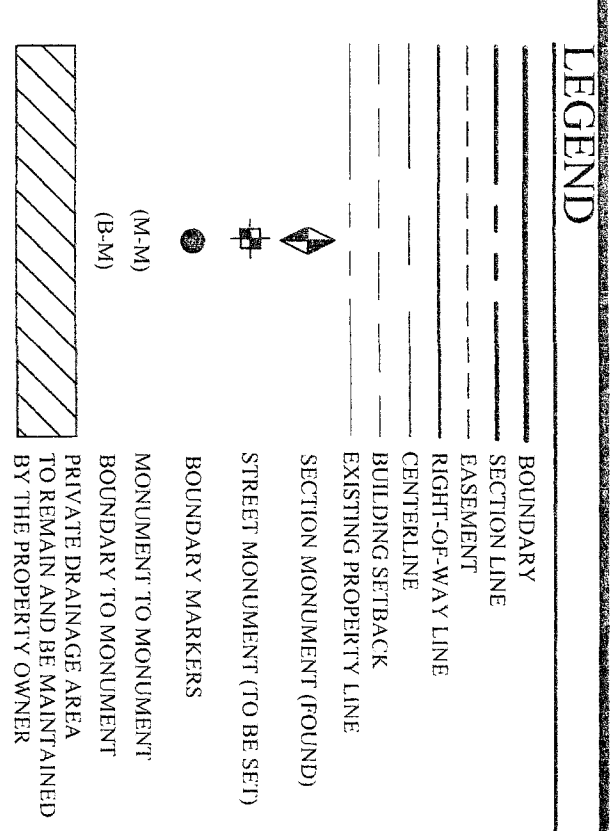 LEGEND
BOUNDARY
SECTION LINE
EASEMENT
RIGHT-OF-WAY LINE
CENTERLINE
BUILDING SETBACK
EXISTING PROPERTY LINE
SECTION MONUMENT (FOUND)
STREET MONUMENT (TO BE SET)
BOUNDARY MARKERS
(M-M) MONUMENT TO MONUMENT
(B-M) BOUNDARY TO MONUMENT
PRIVATE DRAINAGE AREA
TO REMAIN AND BE MAINTAINED
BY THE PROPERTY OWNER